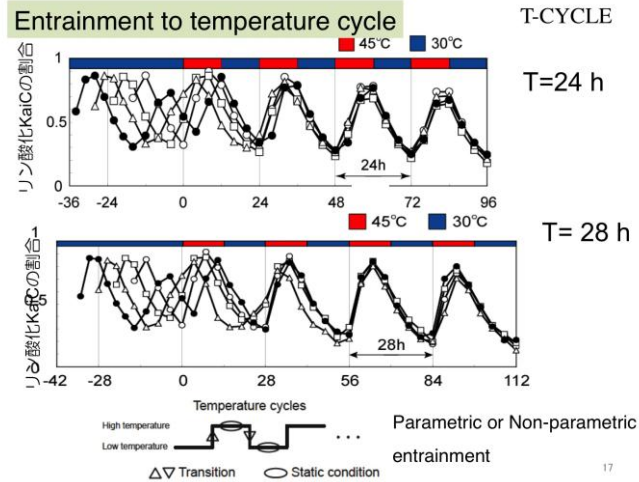 Entrainment to temperature cycle
T-CYCLE
45℃ 30℃
T=24 h
リン酸化KaiCの割合
1
0.5
0
24h
-36 -24 0 24 48 72 96
45℃ 30℃
T= 28 h
リン酸化KaiCの割合
1
0.5
0
28h
-42 -28 0 28 56 84 112
Temperature cycles
High temperature
Low temperature
...
△▽ Transition ⬭ Static condition
Parametric or Non-parametric
entrainment
17